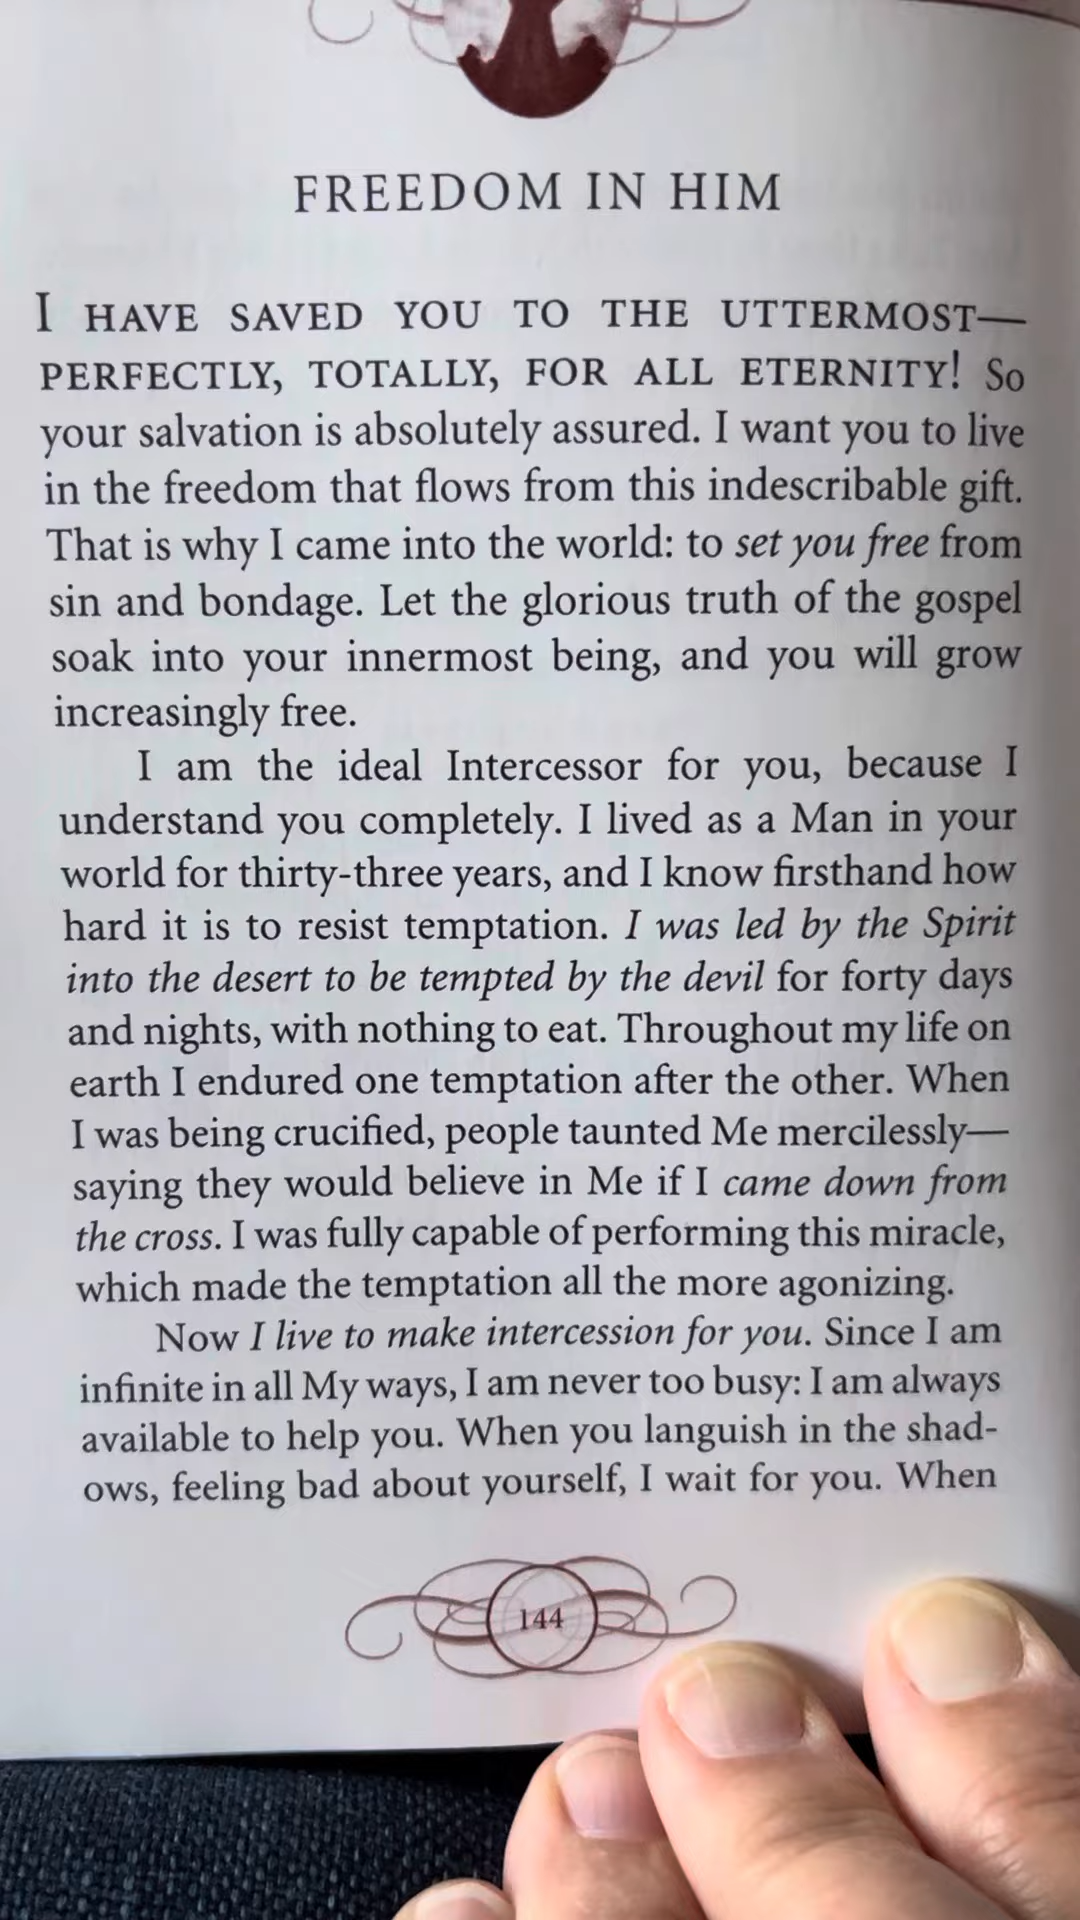 FREEDOM IN HIM
I HAVE SAVED YOU TO THE UTTERMOST—
PERFECTLY, TOTALLY, FOR ALL ETERNITY! So
your salvation is absolutely assured. I want you to live
in the freedom that flows from this indescribable gift.
That is why I came into the world: to set you free from
sin and bondage. Let the glorious truth of the gospel
soak into your innermost being, and you will grow
increasingly free.
I am the ideal Intercessor for you, because I
understand you completely. I lived as a Man in your
world for thirty-three years, and I know firsthand how
hard it is to resist temptation. I was led by the Spirit
into the desert to be tempted by the devil for forty days
and nights, with nothing to eat. Throughout my life on
earth I endured one temptation after the other. When
I was being crucified, people taunted Me mercilessly—
saying they would believe in Me if I came down from
the cross. I was fully capable of performing this miracle,
which made the temptation all the more agonizing.
Now I live to make intercession for you. Since I am
infinite in all My ways, I am never too busy: I am always
available to help you. When you languish in the shad-
ows, feeling bad about yourself, I wait for you. When
144